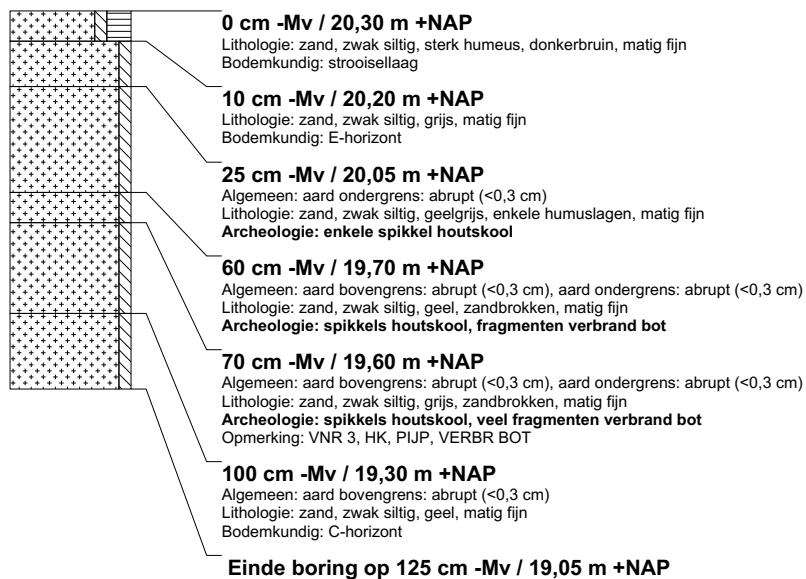 0 cm -Mv / 20,30 m +NAP
Lithologie: zand, zwak siltig, sterk humeus, donkerbruin, matig fijn
Bodemkundig: strooisellaag
10 cm -Mv / 20,20 m +NAP
Lithologie: zand, zwak siltig, grijs, matig fijn
Bodemkundig: E-horizont
25 cm -Mv / 20,05 m +NAP
Algemeen: aard ondergrens: abrupt (<0,3 cm)
Lithologie: zand, zwak siltig, geelgrijs, enkele humuslagen, matig fijn
Archeologie: enkele spikkel houtskool
60 cm -Mv / 19,70 m +NAP
Algemeen: aard bovengrens: abrupt (<0,3 cm), aard ondergrens: abrupt (<0,3 cm)
Lithologie: zand, zwak siltig, geel, zandbrokken, matig fijn
Archeologie: spikkels houtskool, fragmenten verbrand bot
70 cm -Mv / 19,60 m +NAP
Algemeen: aard bovengrens: abrupt (<0,3 cm), aard ondergrens: abrupt (<0,3 cm)
Lithologie: zand, zwak siltig, grijs, zandbrokken, matig fijn
Archeologie: spikkels houtskool, veel fragmenten verbrand bot
Opmerking: VNR 3, HK, PIJP, VERBR BOT
100 cm -Mv / 19,30 m +NAP
Algemeen: aard bovengrens: abrupt (<0,3 cm)
Lithologie: zand, zwak siltig, geel, matig fijn
Bodemkundig: C-horizont
Einde boring op 125 cm -Mv / 19,05 m +NAP